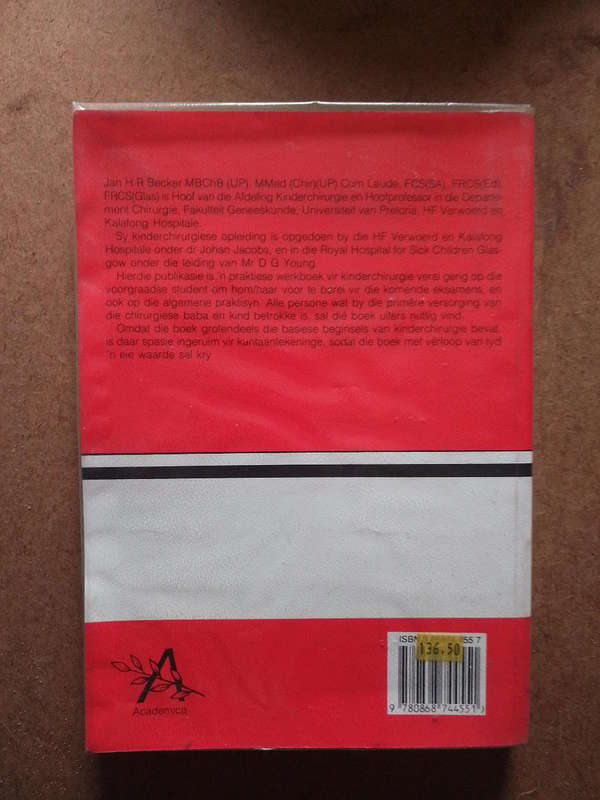 Jan H R Becker MBChB (UP), MMed (Chir)(UP) Cum Laude, FCS(SA), FRCS(Ed),
FRCS(Glas) is Hoof van die Afdeling Kinderchirurgie en Hoofprofessor in die Departe-
ment Chirurgie, Fakulteit Geneeskunde, Universiteit van Pretoria, HF Verwoerd en
Kalafong Hospitale.
Sy kinderchirurgiese opleiding is opgedoen by die HF Verwoerd en Kalafong
Hospitale onder dr Johan Jacobs, en in die Royal Hospital for Sick Children Glas-
gow onder die leiding van Mr D G Young.
Hierdie publikasie is 'n praktiese werkboek vir kinderchirurgie gerig op die
voorgraadse student om hom/haar voor te berei vir die komende eksamens, en
ook op die algemene praktisyn. Alle persone wat by die primêre versorging van
die chirurgiese baba en kind betrokke is, sal dié boek uiters nuttig vind.
Omdat die boek grotendeels die basiese beginsels van kinderchirurgie bevat,
is daar spasie ingeruim vir kantaantekeninge, sodat die boek met verloop van tyd
'n eie waarde sal kry
ISBN 55 7
136.50
9 780868 744551
A
Academica